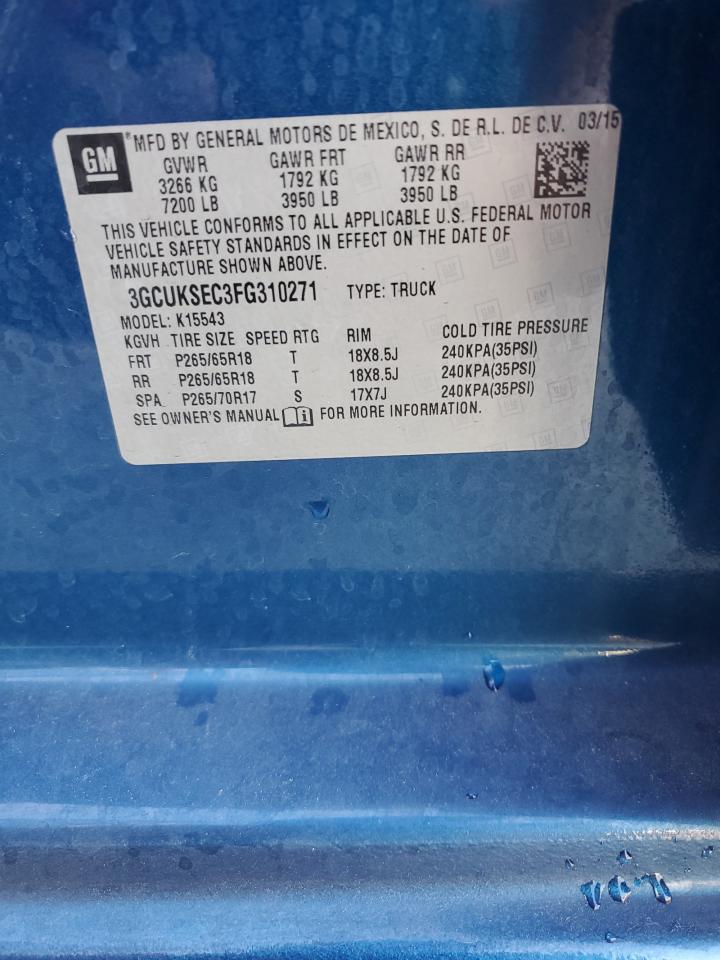 GM ® MFD BY GENERAL MOTORS DE MEXICO, S. DE R.L. DE C.V. 03/15
GVWR GAWR FRT GAWR RR
3266 KG 1792 KG 1792 KG
7200 LB 3950 LB 3950 LB
THIS VEHICLE CONFORMS TO ALL APPLICABLE U.S. FEDERAL MOTOR
VEHICLE SAFETY STANDARDS IN EFFECT ON THE DATE OF
MANUFACTURE SHOWN ABOVE.
3GCUKSEC3FG310271 TYPE: TRUCK
MODEL: K15543
KGVH TIRE SIZE SPEED RTG RIM COLD TIRE PRESSURE
FRT P265/65R18 T 18X8.5J 240KPA(35PSI)
RR P265/65R18 T 18X8.5J 240KPA(35PSI)
SPA P265/70R17 S 17X7J 240KPA(35PSI)
SEE OWNER'S MANUAL FOR MORE INFORMATION.